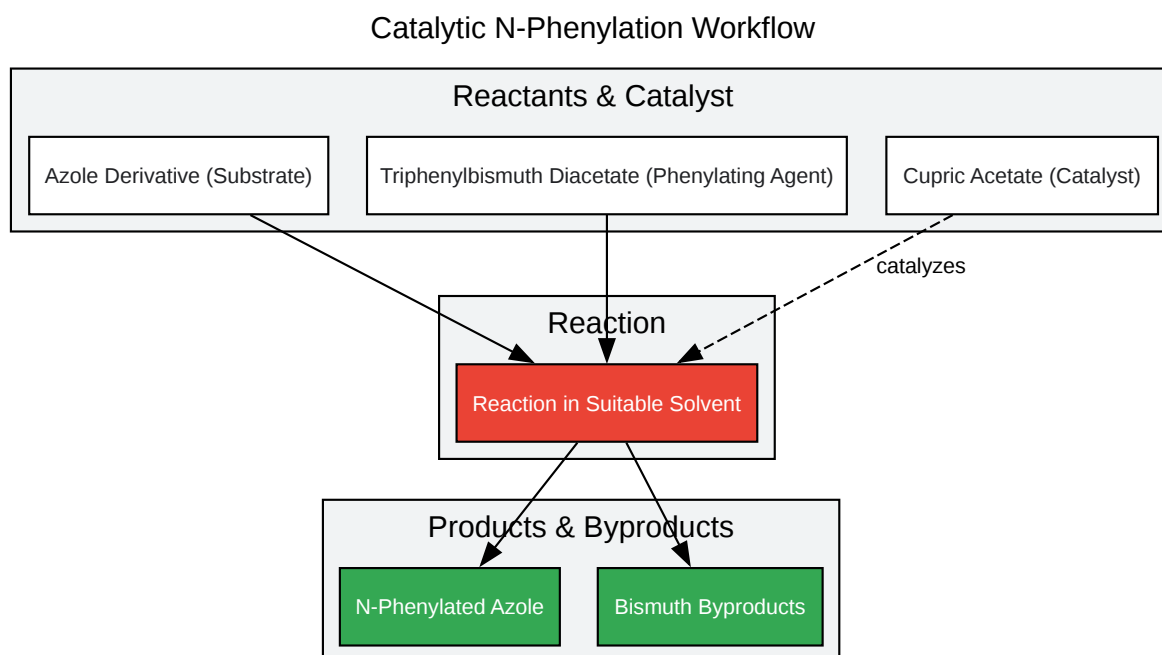 Catalytic N-Phenylation Workflow
Reactants & Catalyst
Azole Derivative (Substrate)
Triphenylbismuth Diacetate (Phenylating Agent)
Cupric Acetate (Catalyst)
catalyzes
Reaction
Reaction in Suitable Solvent
Products & Byproducts
N-Phenylated Azole
Bismuth Byproducts